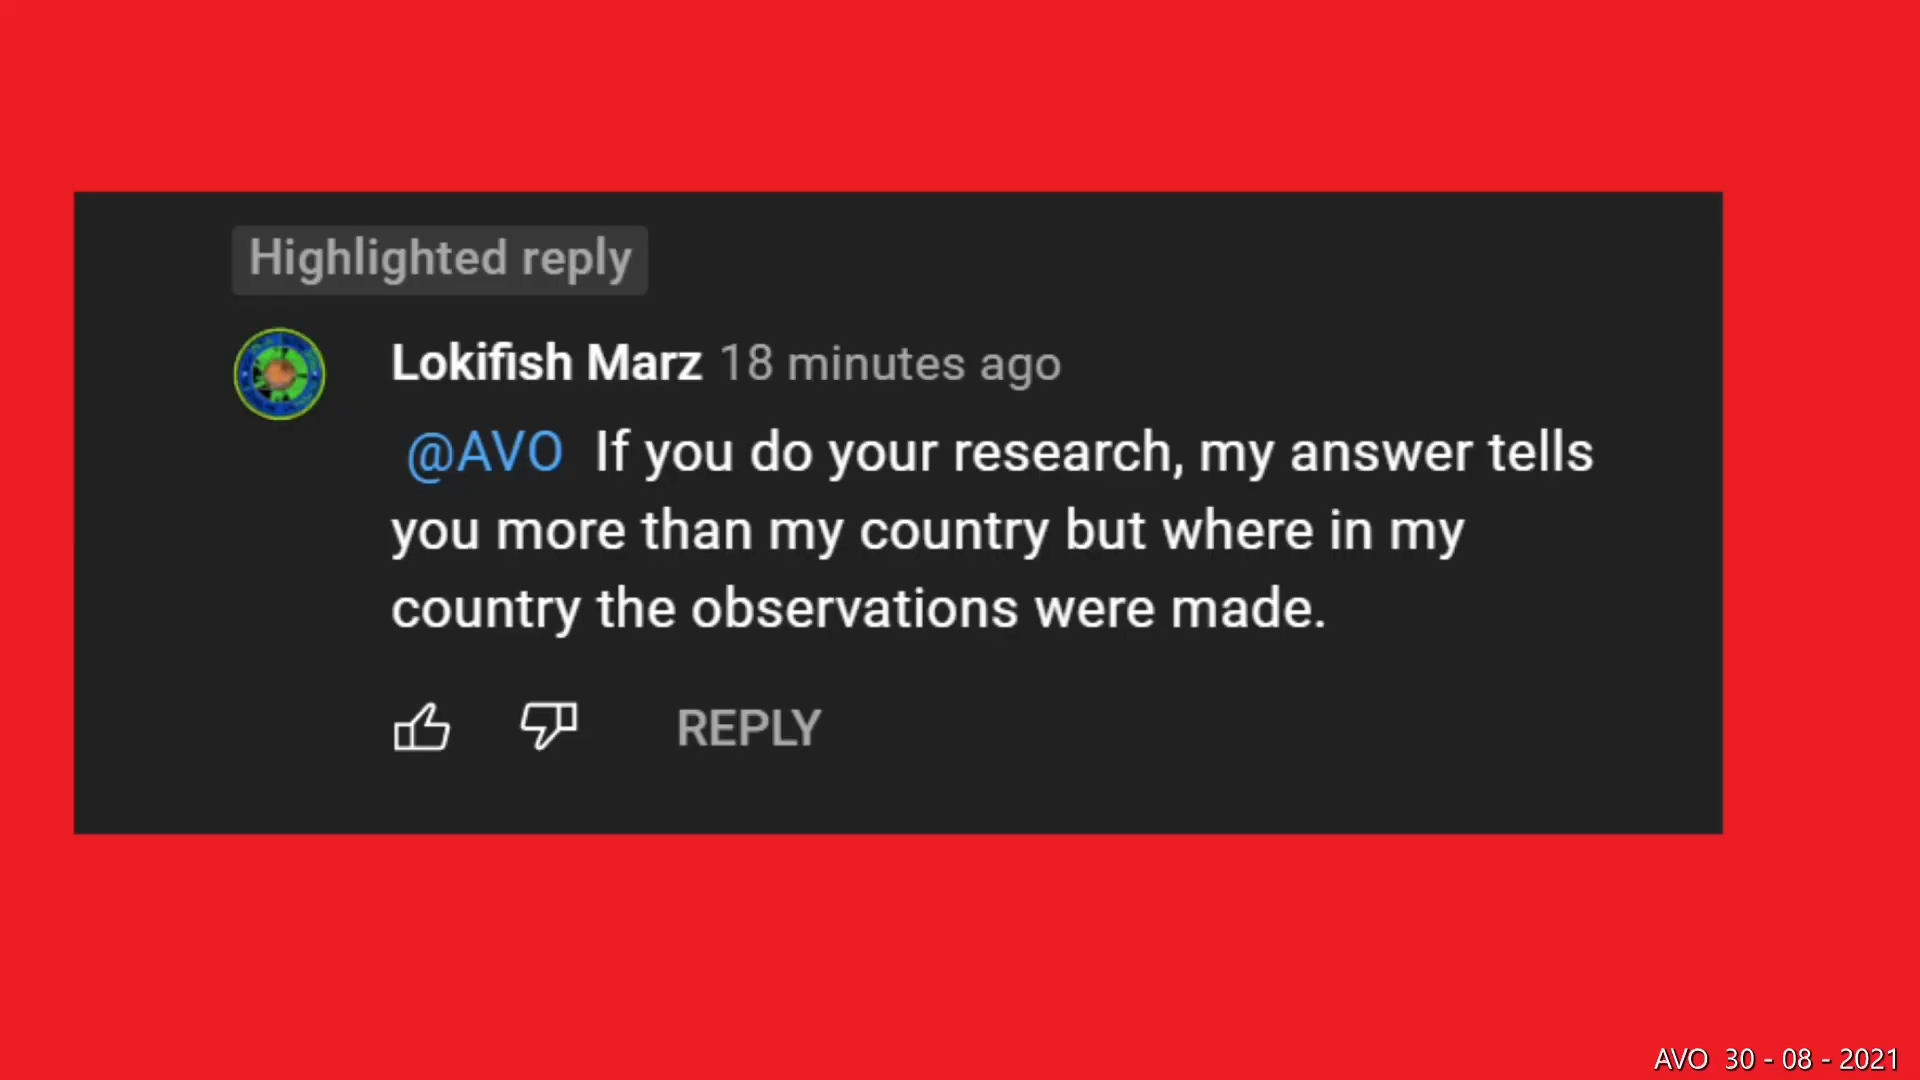 Highlighted reply
Lokifish Marz 18 minutes ago
@AVO If you do your research, my answer tells
you more than my country but where in my
country the observations were made.
REPLY
AVO 30 - 08 - 2021